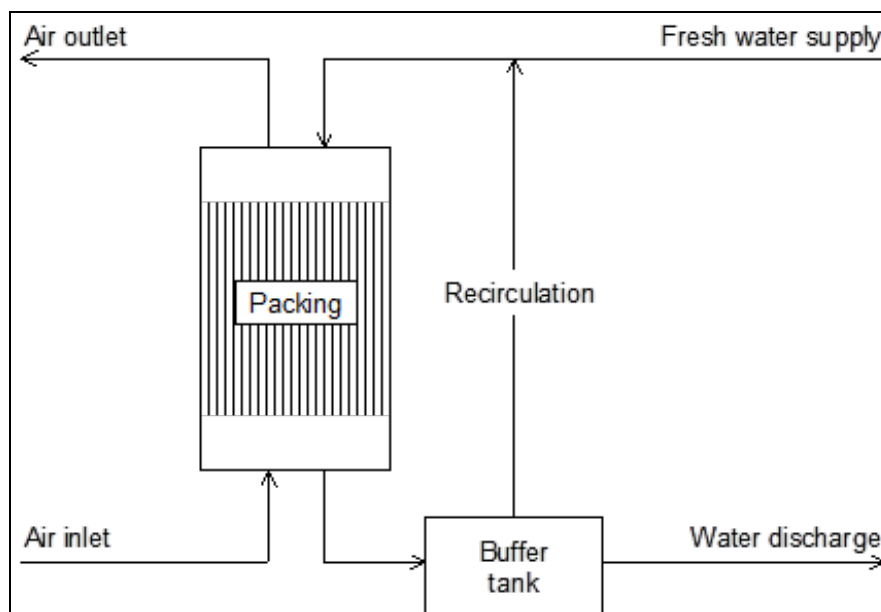 Air outlet
Fresh water supply
Packing
Recirculation
Air inlet
Buffer
tank
Water discharge